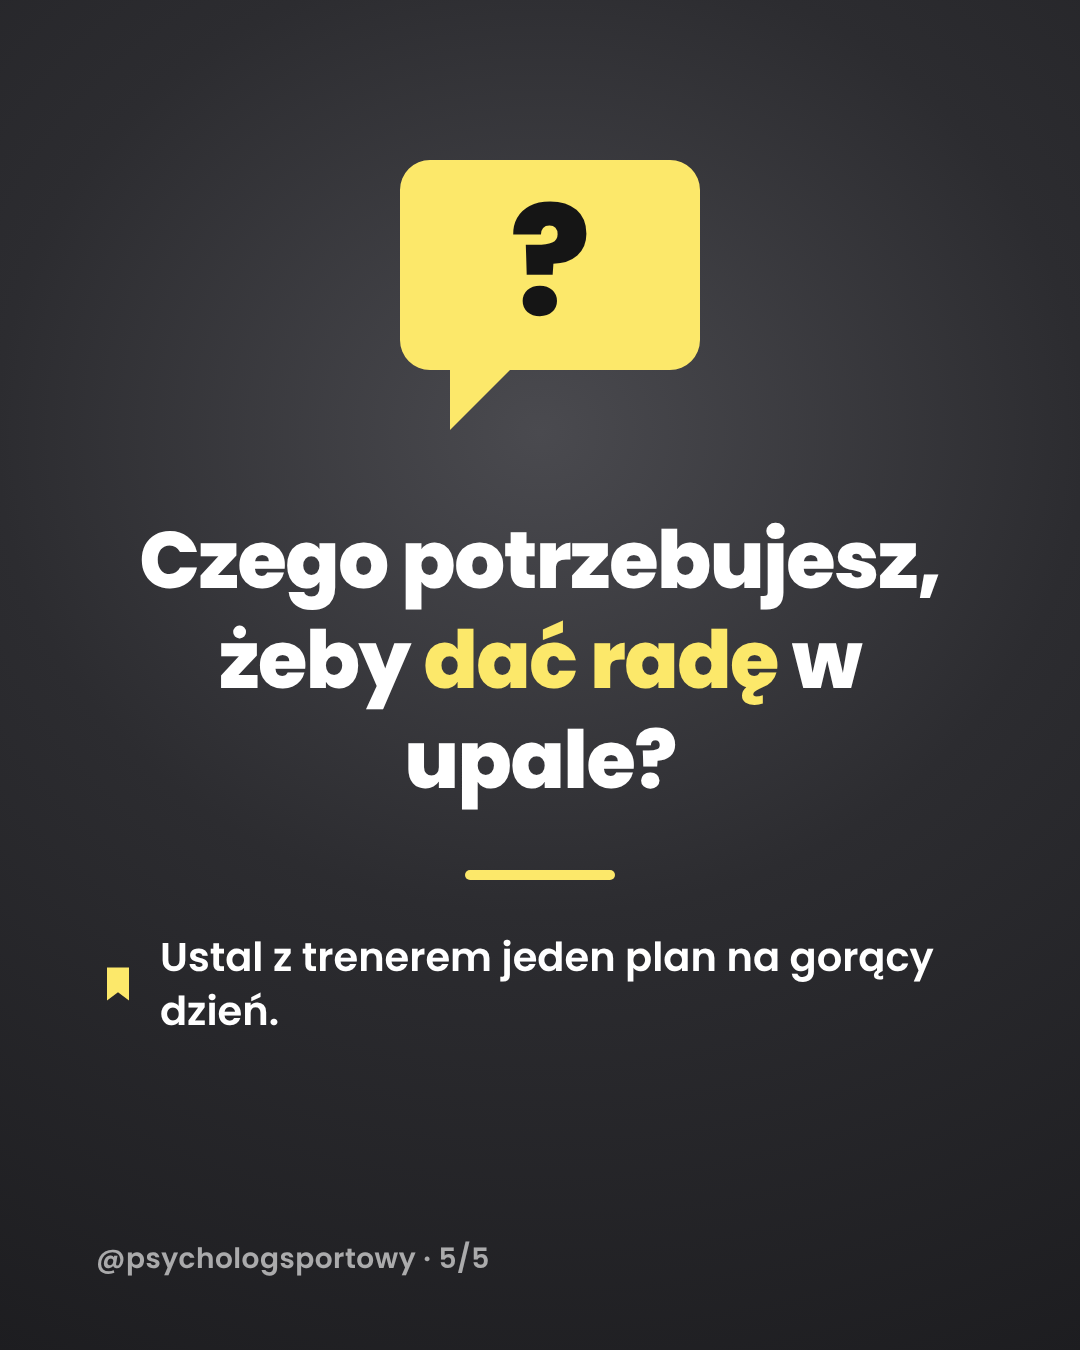 ?
Czego potrzebujesz,
żeby dać radę w
upale?
Ustal z trenerem jeden plan na gorący
dzień.
@psychologsportowy · 5/5